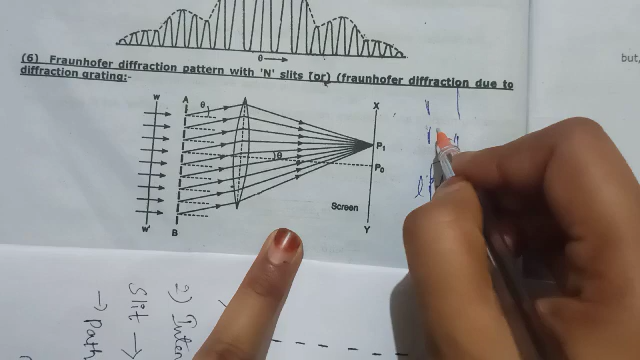 θ→
(6) Fraunhofer diffraction pattern with 'N' slits [or) (fraunhofer diffraction due to
diffraction grating:-
but,
W A X
θ
P₁
)θ
P₀
Screen
W' B Y
2) Inten
Slit →
→ Path